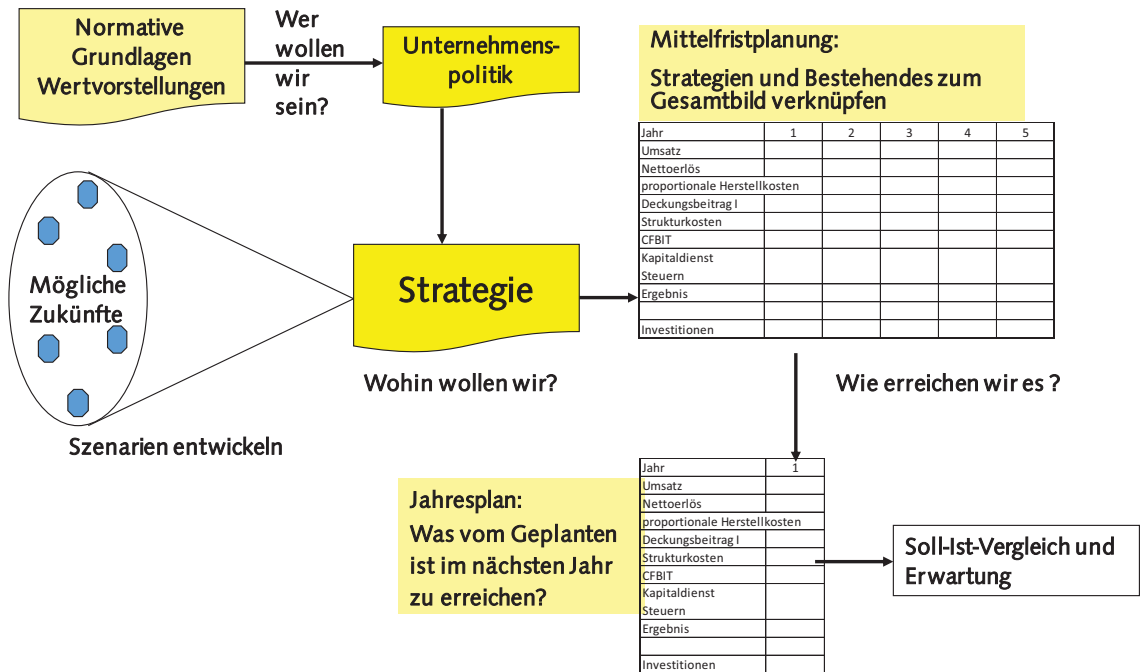 Normative
Grundlagen
Wertvorstellungen
Wer
wollen
wir
sein?
Unternehmens-
politik
Mittelfristplanung:
Strategien und Bestehendes zum
Gesamtbild verknüpfen
Jahr 1 2 3 4 5
Umsatz
Nettoerlös
proportionale Herstellkosten
Deckungsbeitrag I
Strukturkosten
CFBIT
Kapitaldienst
Steuern
Ergebnis
Investitionen
Mögliche
Zukünfte
Strategie
Wohin wollen wir?
Wie erreichen wir es ?
Szenarien entwickeln
Jahresplan:
Was vom Geplanten
ist im nächsten Jahr
zu erreichen?
Jahr 1
Umsatz
Nettoerlös
proportionale Herstellkosten
Deckungsbeitrag I
Strukturkosten
CFBIT
Kapitaldienst
Steuern
Ergebnis
Investitionen
Soll-Ist-Vergleich und
Erwartung